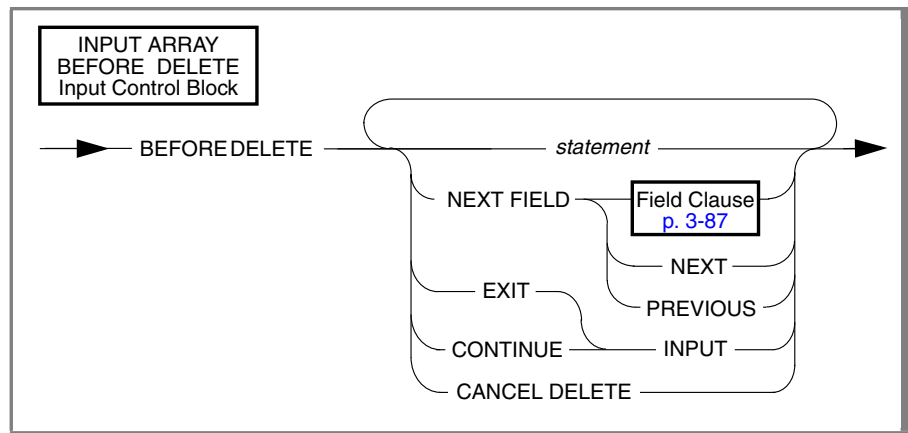 INPUT ARRAY
BEFORE DELETE
Input Control Block
BEFORE DELETE
statement
NEXT FIELD
Field Clause
p. 3-87
NEXT
PREVIOUS
EXIT
CONTINUE
INPUT
CANCEL DELETE